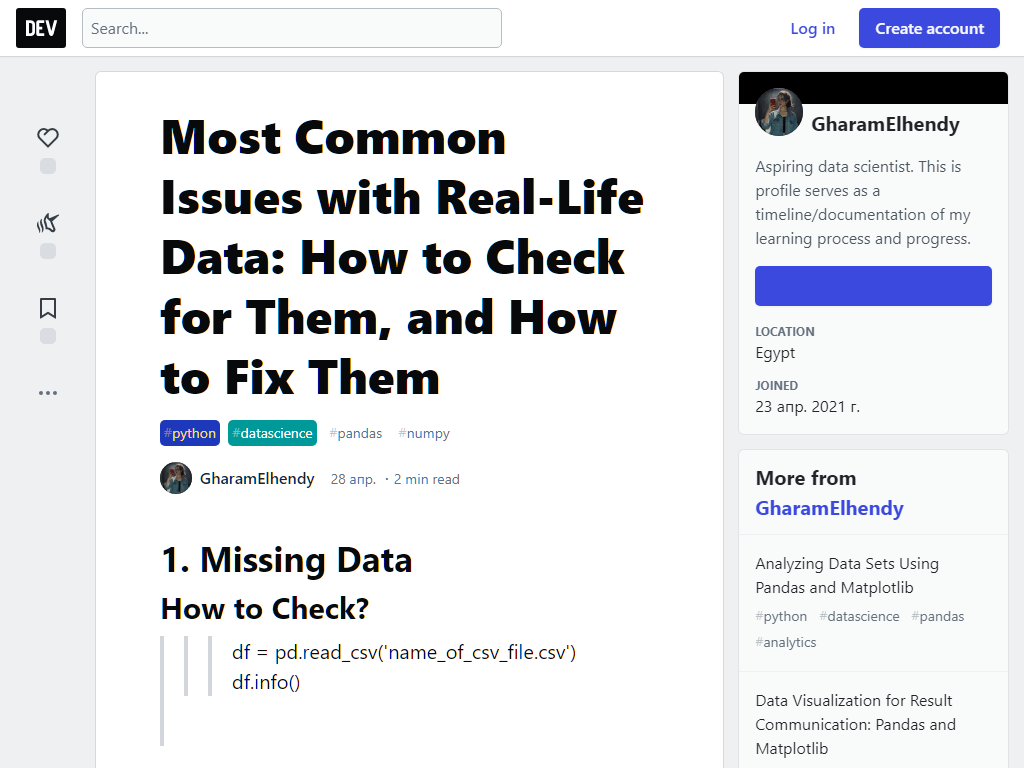 DEV
Search...
Log in
Create account
Most Common
Issues with Real-Life
Data: How to Check
for Them, and How
to Fix Them
#python #datascience #pandas #numpy
GharamElhendy 28 апр. ・2 min read
1. Missing Data
How to Check?
df = pd.read_csv('name_of_csv_file.csv')
df.info()
GharamElhendy
Aspiring data scientist. This is
profile serves as a
timeline/documentation of my
learning process and progress.
LOCATION
Egypt
JOINED
23 апр. 2021 г.
More from
GharamElhendy
Analyzing Data Sets Using
Pandas and Matplotlib
#python #datascience #pandas
#analytics
Data Visualization for Result
Communication: Pandas and
Matplotlib